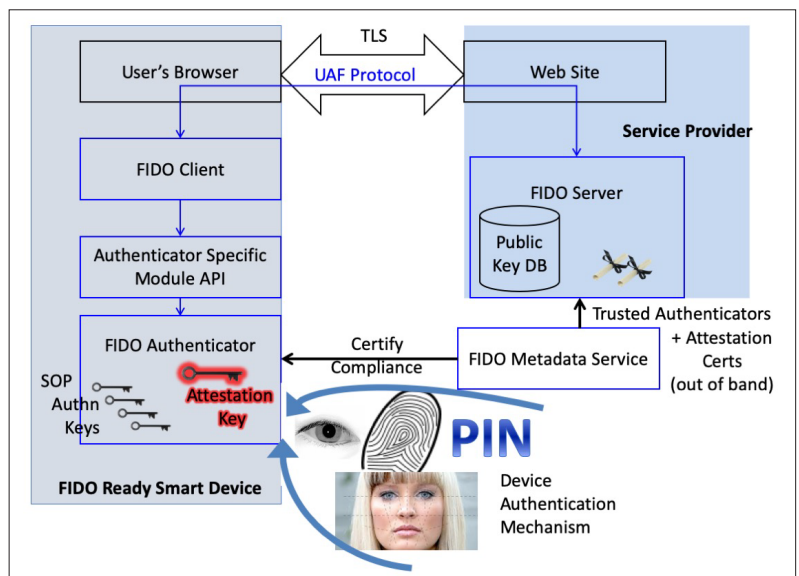 TLS
User's Browser
UAF Protocol
Web Site
Service Provider
FIDO Client
FIDO Server
Public
Key DB
Authenticator Specific
Module API
Trusted Authenticators
+ Attestation
Certs
(out of band)
FIDO Authenticator
Certify
Compliance
FIDO Metadata Service
SOP
Authn
Keys
Attestation
Key
PIN
FIDO Ready Smart Device
Device
Authentication
Mechanism